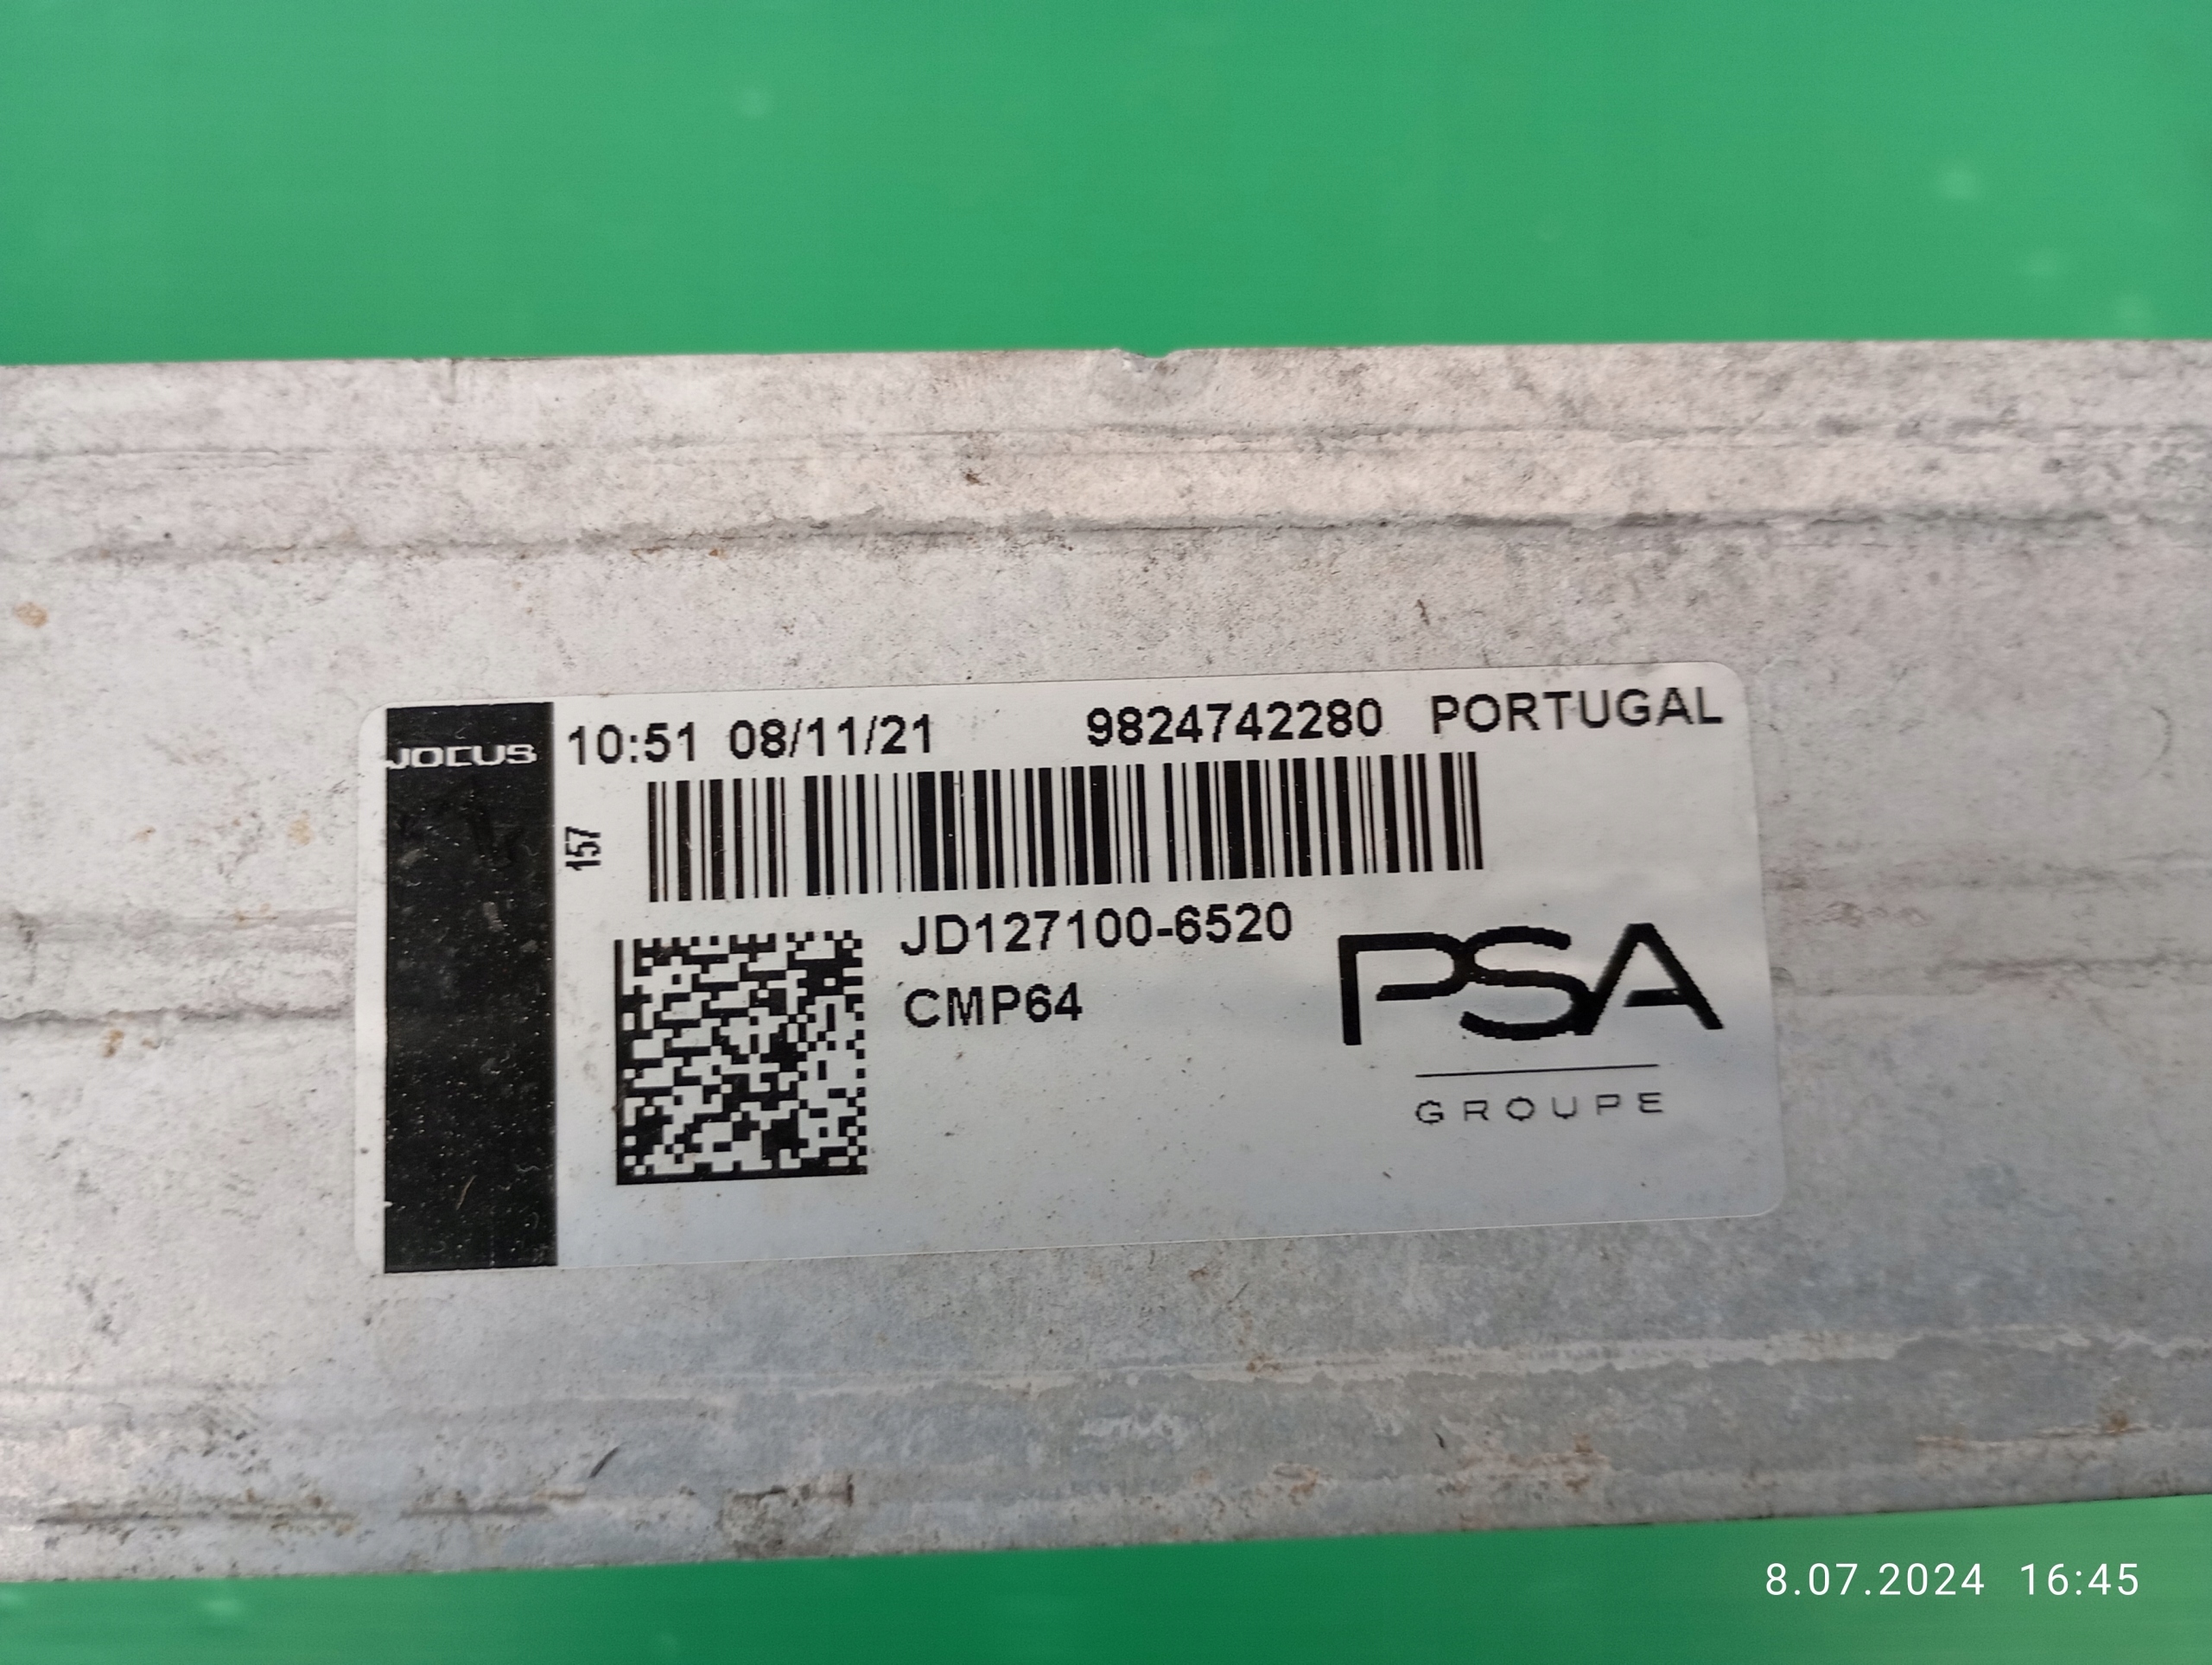 JOCUS
10:51 08/11/21 9824742280 PORTUGAL
157
JD127100-6520
CMP64
PSA
GROUPE
8.07.2024 16:45